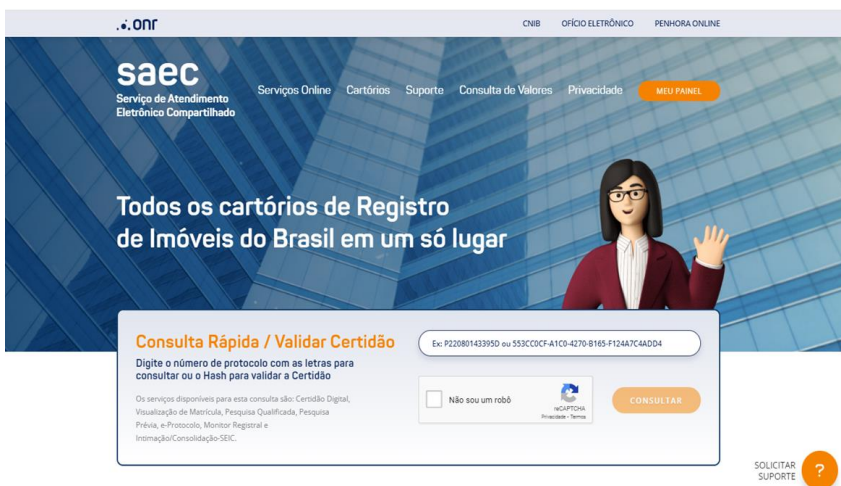 onr
CNIB OFÍCIO ELETRÔNICO PENHORA ONLINE
saec
Serviço de Atendimento
Eletrônico Compartilhado
Serviços Online Cartórios Suporte Consulta de Valores Privacidade MEU PAINEL
Todos os cartórios de Registro
de Imóveis do Brasil em um só lugar
Consulta Rápida / Validar Certidão
Digite o número de protocolo com as letras para
consultar ou o Hash para validar a Certidão
Os serviços disponíveis para esta consulta são: Certidão Digital,
Visualização de Matrícula, Pesquisa Qualificada, Pesquisa
Prévia, e-Protocolo, Monitor Registral e
Intimação/Consolidação-SEIC.
Ex: P22080143395D ou 553CC0CF-A1C0-4270-B165-F124A7C4ADD4
Não sou um robô
reCAPTCHA
Privacidade - Termos
CONSULTAR
SOLICITAR
SUPORTE
?